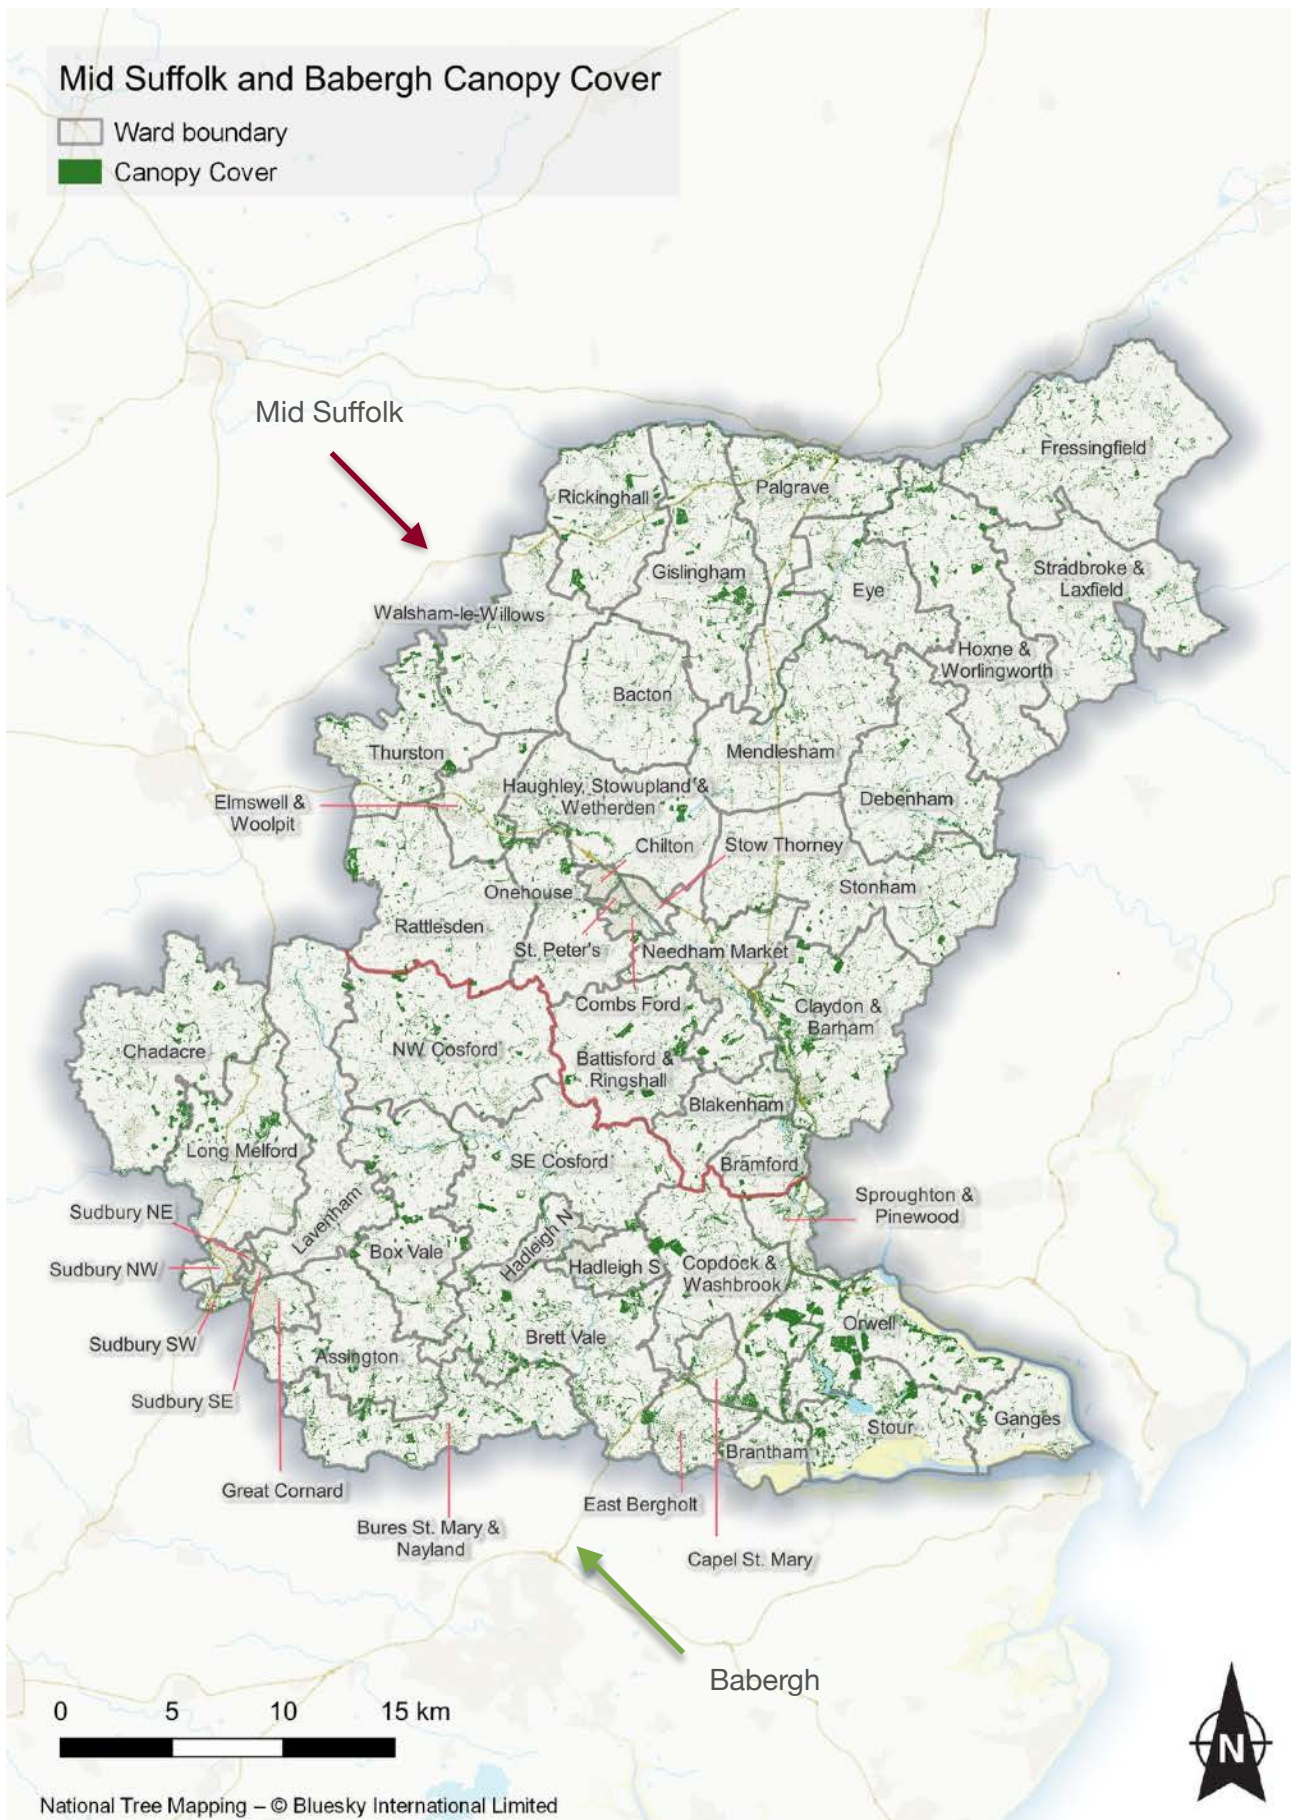 Mid Suffolk and Babergh Canopy Cover
Ward boundary
Canopy Cover
Mid Suffolk
Fressingfield
Palgrave
Rickinghall
Gislingham
Stradbroke &
Laxfield
Eye
Walsham-le-Willows
Hoxne &
Worlingworth
Bacton
Thurston
Mendlesham
Haughley, Stowupland &
Wetherden
Elmswell &
Woolpit
Debenham
Chilton
Stow Thorney
Onehouse
Stonham
Rattlesden
St. Peter's
Needham Market
Combs Ford
Claydon &
Barham
Chadacre
NW Cosford
Battisford &
Ringshall
Blakenham
Long Melford
SE Cosford
Bramford
Sproughton &
Pinewood
Sudbury NE
Lavenham
Hadleigh N
Box Vale
Sudbury NW
Hadleigh S
Copdock &
Washbrook
Orwell
Sudbury SW
Brett Vale
Assington
Sudbury SE
Stour
Ganges
Brantham
Great Cornard
East Bergholt
Bures St. Mary &
Nayland
Capel St. Mary
Babergh
0 5 10 15 km
N
National Tree Mapping – © Bluesky International Limited